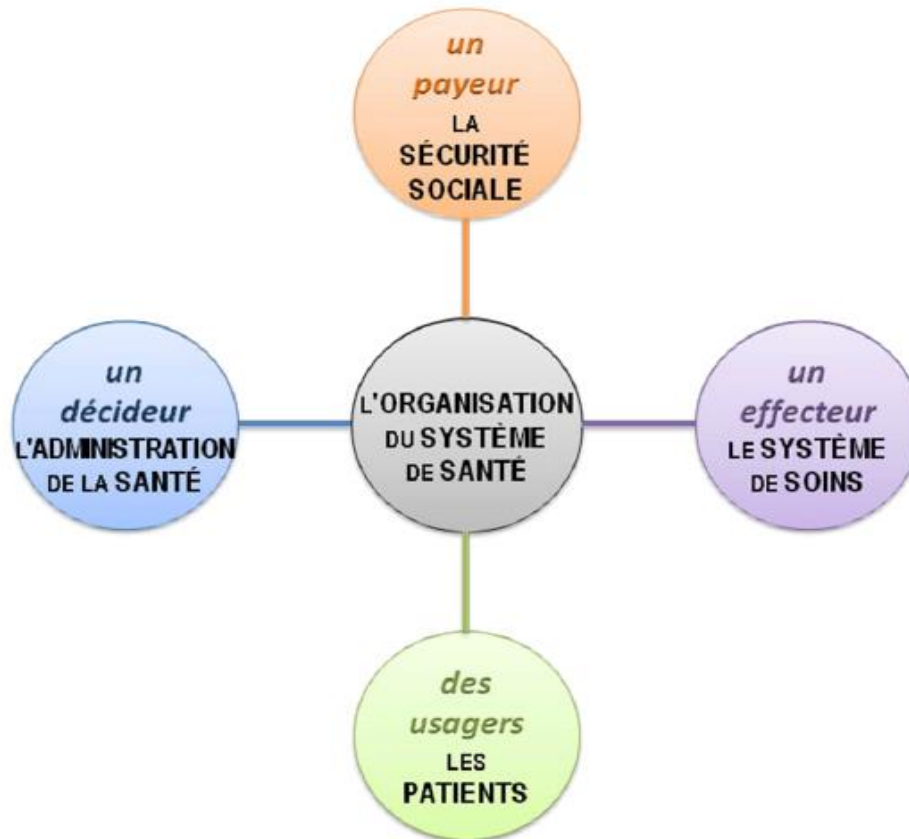 un
payeur
LA
SÉCURITÉ
SOCIALE
un
décideur
L'ADMINISTRATION
DE LA SANTÉ
L'ORGANISATION
DU SYSTÈME
DE SANTÉ
un
effecteur
LE SYSTÈME
DE SOINS
des
usagers
LES
PATIENTS